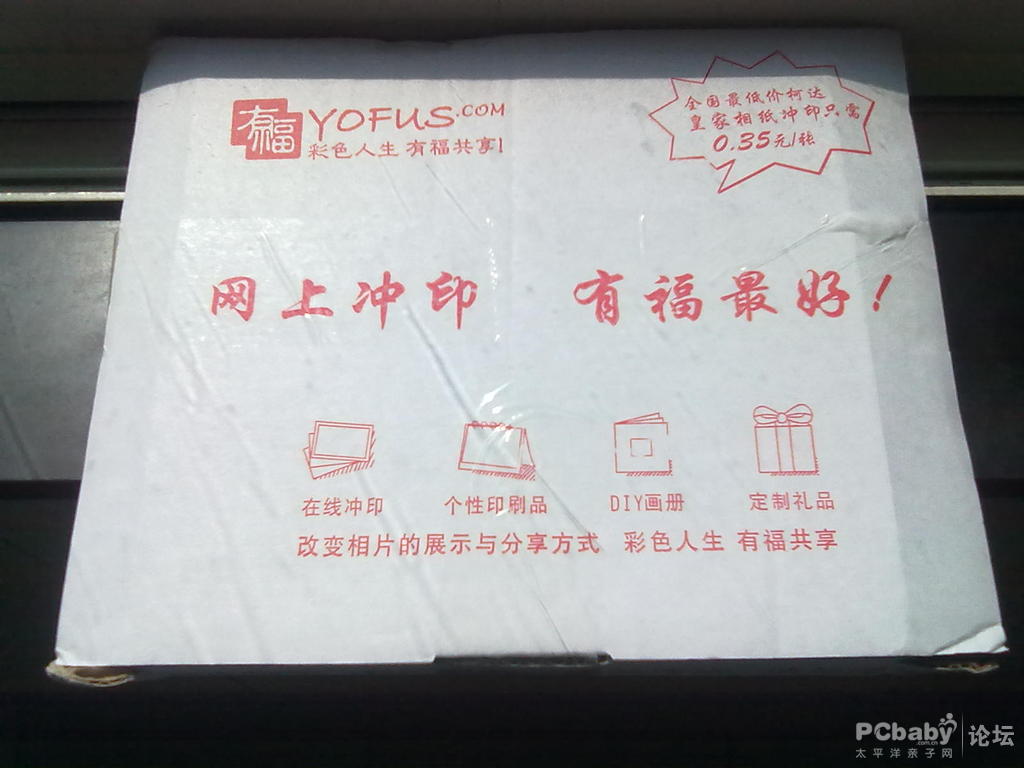 有福 YOFUS.COM
彩色人生 有福共享!
全国最低价柯达
皇家相纸冲印只需
0.35元/张
网上冲印 有福最好!
在线冲印 个性印刷品 DIY画册 定制礼品
改变相片的展示与分享方式 彩色人生 有福共享
PCbaby.com.cn 论坛
太平洋亲子网